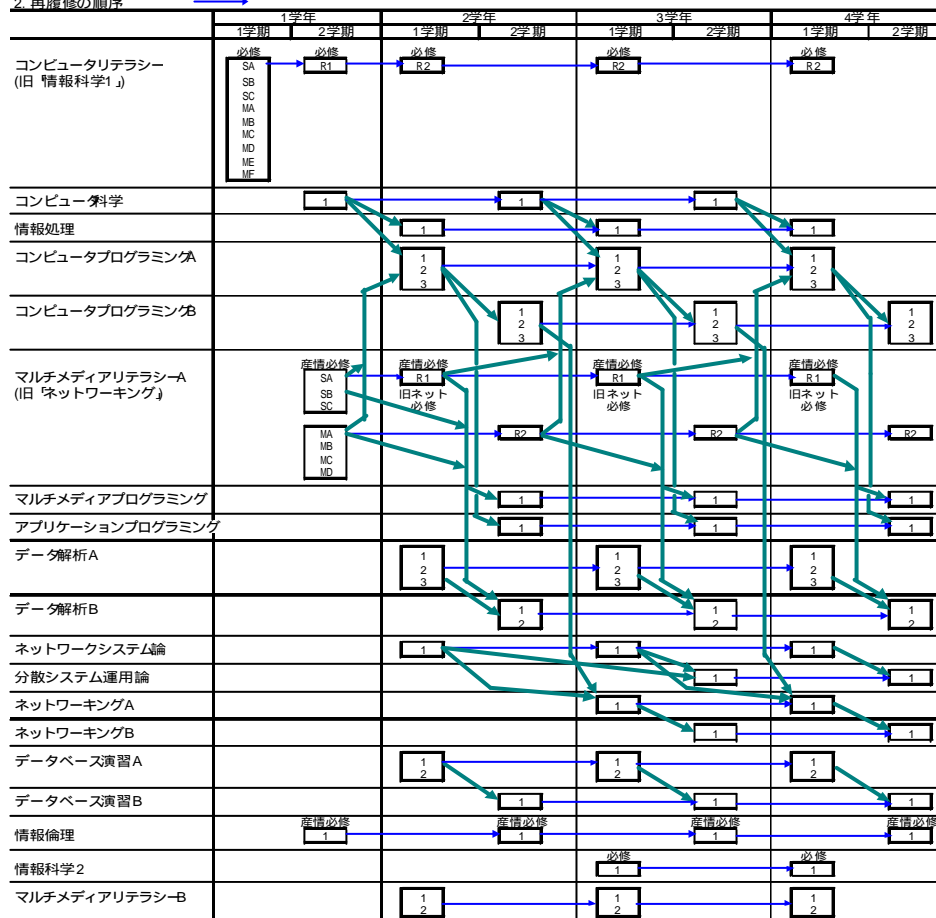 2. 再履修の順序
1学年 2学年 3学年 4学年
1学期 2学期 1学期 2学期 1学期 2学期 1学期 2学期
必修 必修 必修 必修 必修
コンピュータリテラシー SA R1 R2 R2 R2
(旧「情報科学1」)
SB
SC
MA
MB
MC
MD
ME
MF
コンピュータ科学 1 1 1
情報処理 1 1 1
コンピュータプログラミングA 1 1 1
2 2 2
3 3 3
コンピュータプログラミングB 1 1 1
2 2 2
3 3 3
産情必修 産情必修 産情必修 産情必修
マルチメディアリテラシーA SA R1 R1 R1
(旧「ネットワーキング」) SB 旧ネット 旧ネット 旧ネット
SC 必修 必修 必修
MA R2 R2 R2
MB
MC
MD
マルチメディアプログラミング 1 1 1
アプリケーションプログラミング 1 1 1
データ解析A 1 1 1
2 2 2
3 3 3
データ解析B 1 1 1
2 2 2
ネットワークシステム論 1 1 1
分散システム運用論 1 1
ネットワーキングA 1 1
ネットワーキングB 1 1
データベース演習A 1 1 1
2 2 2
データベース演習B 1 1 1
産情必修 産情必修 産情必修 産情必修
情報倫理 1 1 1 1
必修 必修
情報科学2 1 1
マルチメディアリテラシーB 1 1 1
2 2 2